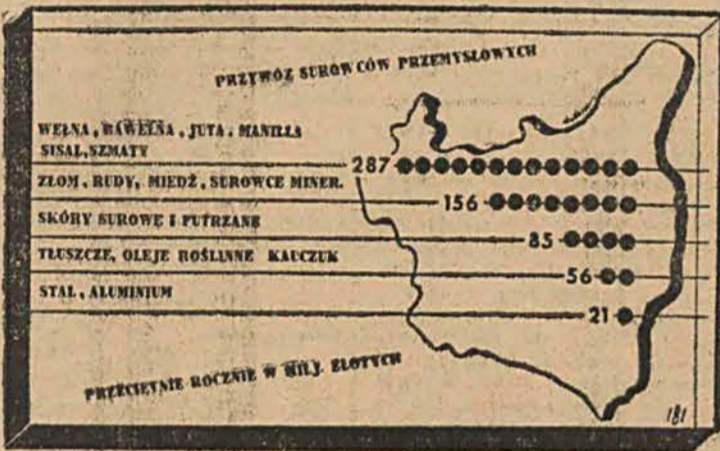 PRZYWÓZ SUROWCÓW PRZEMYSŁOWYCH
WEŁNA, BAWEŁNA, JUTA, MANILLA
SISAL, SZMATY
287
ZŁOM, RUDY, MIEDŹ, SUROWCE MINER.
156
SKÓRY SUROWE I FUTRZANE
85
TŁUSZCZE, OLEJE ROŚLINNE KAUCZUK
56
STAL, ALUMINIUM
21
PRZECIĘTNIE ROCZNIE W MILJ. ZŁOTYCH
181